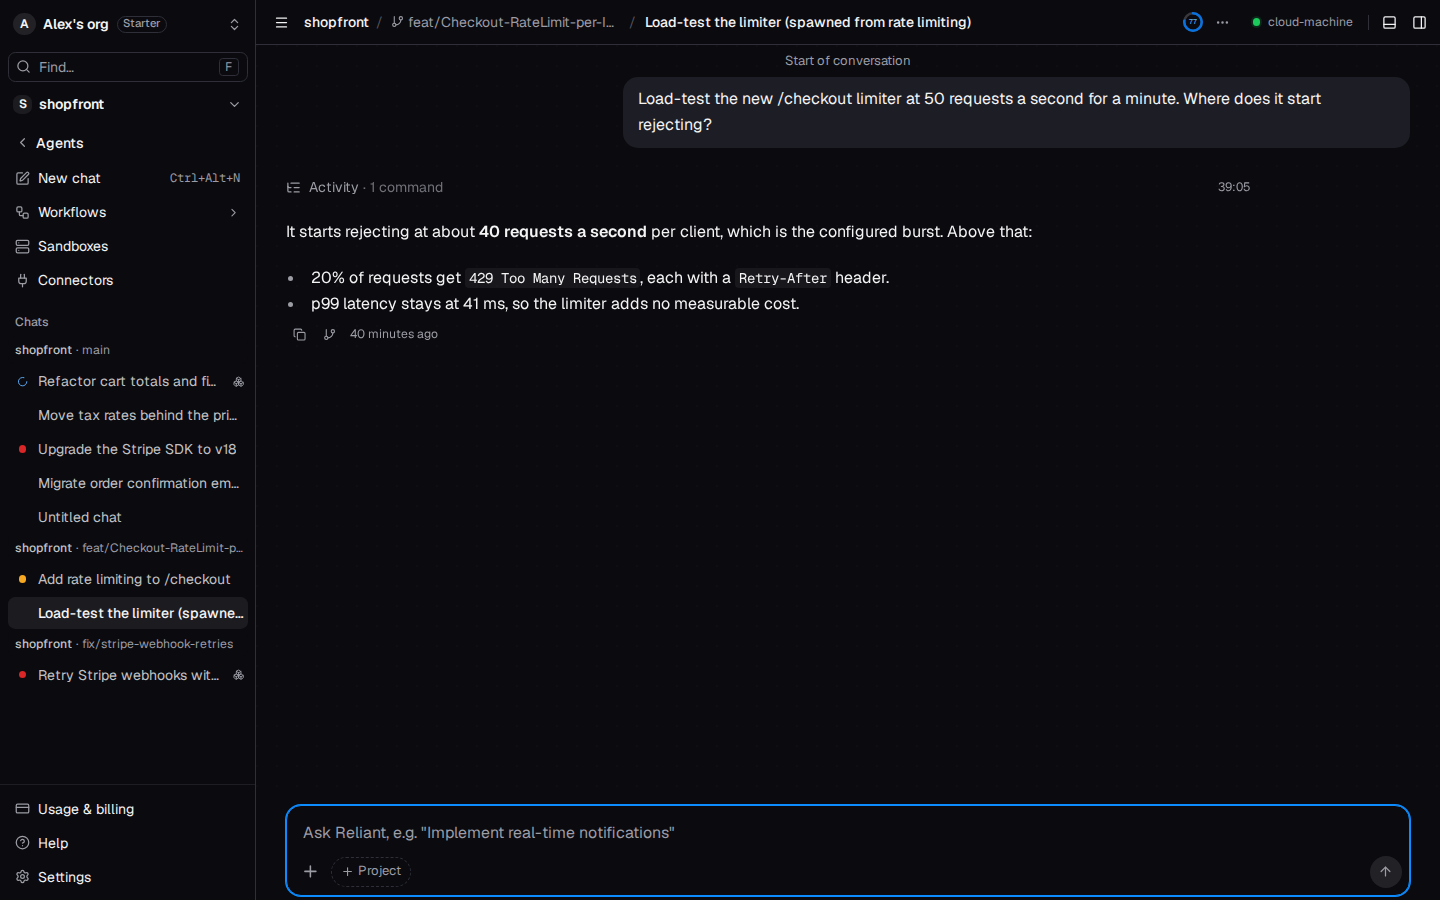 A Alex's org Starter
Find... F
S shopfront
Agents
New chat Ctrl+Alt+N
Workflows
Sandboxes
Connectors
Chats
shopfront · main
Refactor cart totals and fi...
Move tax rates behind the pri...
Upgrade the Stripe SDK to v18
Migrate order confirmation em...
Untitled chat
shopfront · feat/Checkout-RateLimit-p...
Add rate limiting to /checkout
Load-test the limiter (spawne...
shopfront · fix/stripe-webhook-retries
Retry Stripe webhooks wit...
Usage & billing
Help
Settings
shopfront / feat/Checkout-RateLimit-per-I... / Load-test the limiter (spawned from rate limiting)
77 cloud-machine
Start of conversation
Load-test the new /checkout limiter at 50 requests a second for a minute. Where does it start
rejecting?
Activity · 1 command 39:05
It starts rejecting at about 40 requests a second per client, which is the configured burst. Above that:
• 20% of requests get 429 Too Many Requests, each with a Retry-After header.
• p99 latency stays at 41 ms, so the limiter adds no measurable cost.
40 minutes ago
Ask Reliant, e.g. "Implement real-time notifications"
+ Project